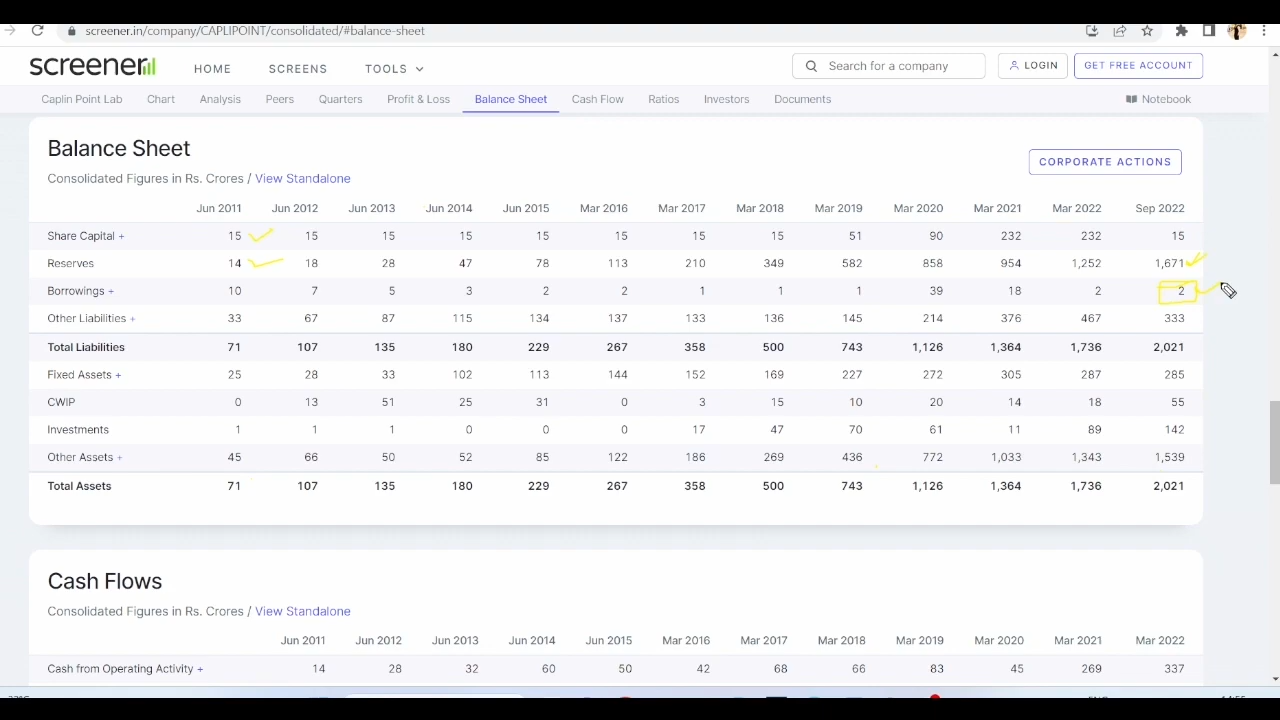 screener.in/company/CAPLIPOINT/consolidated/#balance-sheet
screener HOME SCREENS TOOLS Search for a company LOGIN GET FREE ACCOUNT
Caplin Point Lab Chart Analysis Peers Quarters Profit & Loss Balance Sheet Cash Flow Ratios Investors Documents Notebook
Balance Sheet
CORPORATE ACTIONS
Consolidated Figures in Rs. Crores / View Standalone
Jun 2011 Jun 2012 Jun 2013 Jun 2014 Jun 2015 Mar 2016 Mar 2017 Mar 2018 Mar 2019 Mar 2020 Mar 2021 Mar 2022 Sep 2022
Share Capital + 15 15 15 15 15 15 15 15 51 90 232 232 15
Reserves 14 18 28 47 78 113 210 349 582 858 954 1,252 1,671
Borrowings + 10 7 5 3 2 2 1 1 1 39 18 2 2
Other Liabilities + 33 67 87 115 134 137 133 136 145 214 376 467 333
Total Liabilities 71 107 135 180 229 267 358 500 743 1,126 1,364 1,736 2,021
Fixed Assets + 25 28 33 102 113 144 152 169 227 272 305 287 285
CWIP 0 13 51 25 31 0 3 15 10 20 14 18 55
Investments 1 1 1 0 0 0 17 47 70 61 11 89 142
Other Assets + 45 66 50 52 85 122 186 269 436 772 1,033 1,343 1,539
Total Assets 71 107 135 180 229 267 358 500 743 1,126 1,364 1,736 2,021
Cash Flows
Consolidated Figures in Rs. Crores / View Standalone
Jun 2011 Jun 2012 Jun 2013 Jun 2014 Jun 2015 Mar 2016 Mar 2017 Mar 2018 Mar 2019 Mar 2020 Mar 2021 Mar 2022
Cash from Operating Activity + 14 28 32 60 50 42 68 66 83 45 269 337